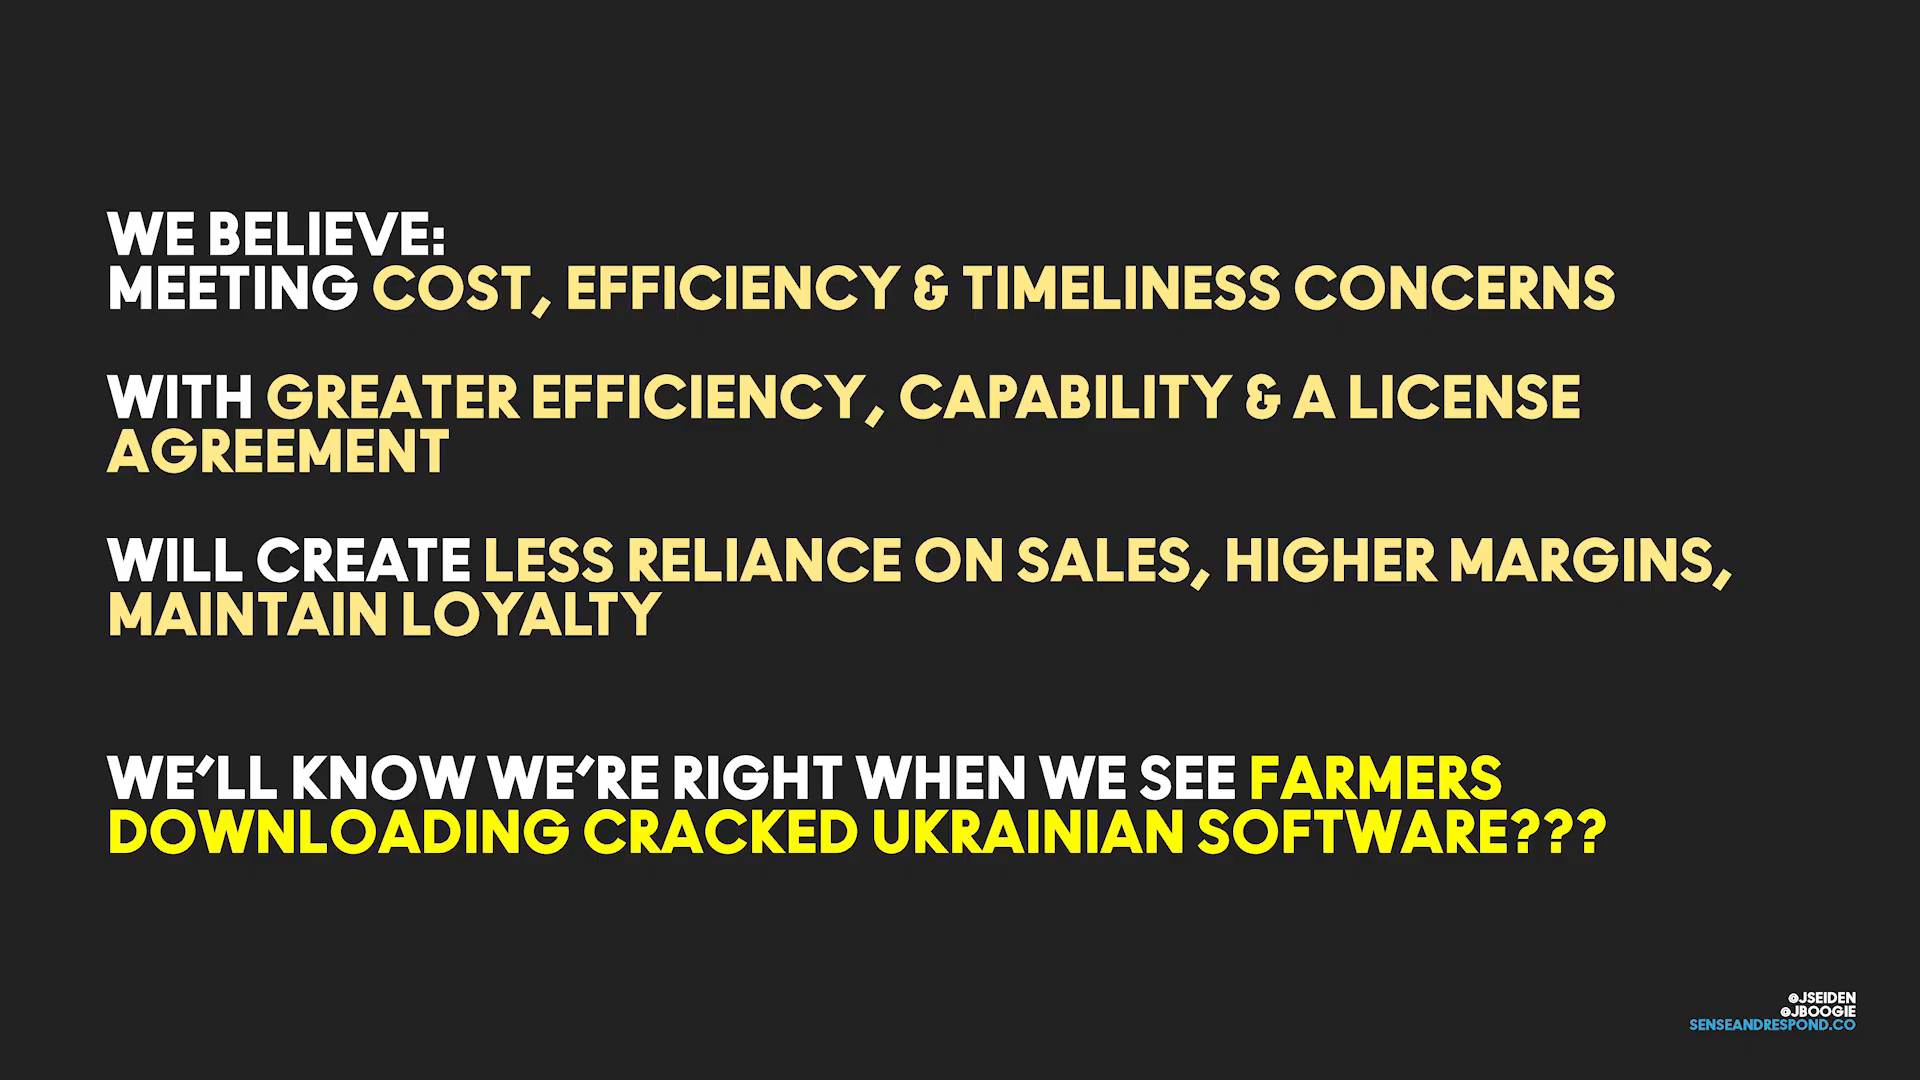 WE BELIEVE:
MEETING COST, EFFICIENCY & TIMELINESS CONCERNS
WITH GREATER EFFICIENCY, CAPABILITY & A LICENSE
AGREEMENT
WILL CREATE LESS RELIANCE ON SALES, HIGHER MARGINS,
MAINTAIN LOYALTY
WE’LL KNOW WE’RE RIGHT WHEN WE SEE FARMERS
DOWNLOADING CRACKED UKRAINIAN SOFTWARE???
@JSEIDEN
@JBOOGIE
SENSEANDRESPOND.CO